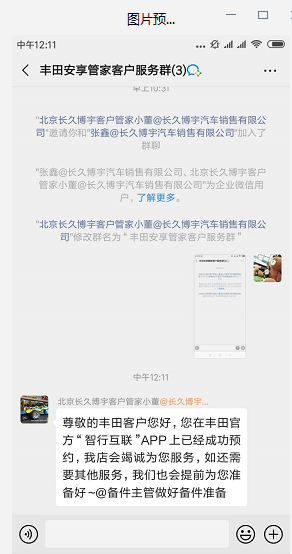 图片预...
中午12:11
丰田安享管家客户服务群(3)
早上10:31
"北京长久博宇客户管家小董@长久博宇汽车销售有限公
司"邀请你和"张鑫@长久博宇汽车销售有限公司"加入了
群聊
"张鑫@长久博宇汽车销售有限公司、北京长久博宇客户
管家小董@长久博宇汽车销售有限公司"为企业微信用
户，了解更多。
"北京长久博宇客户管家小董@长久博宇汽车销售有限公
司"修改群名为"丰田安享管家客户服务群"
中午12:11
北京长久博宇客户管家小董@长久博宇...
尊敬的丰田客户您好，您在丰田官
方“智行互联”APP上已经成功预
约，我店会竭诚为您服务，如还需
要其他服务，我们也会提前为您准
备好~@备件主管做好备件准备